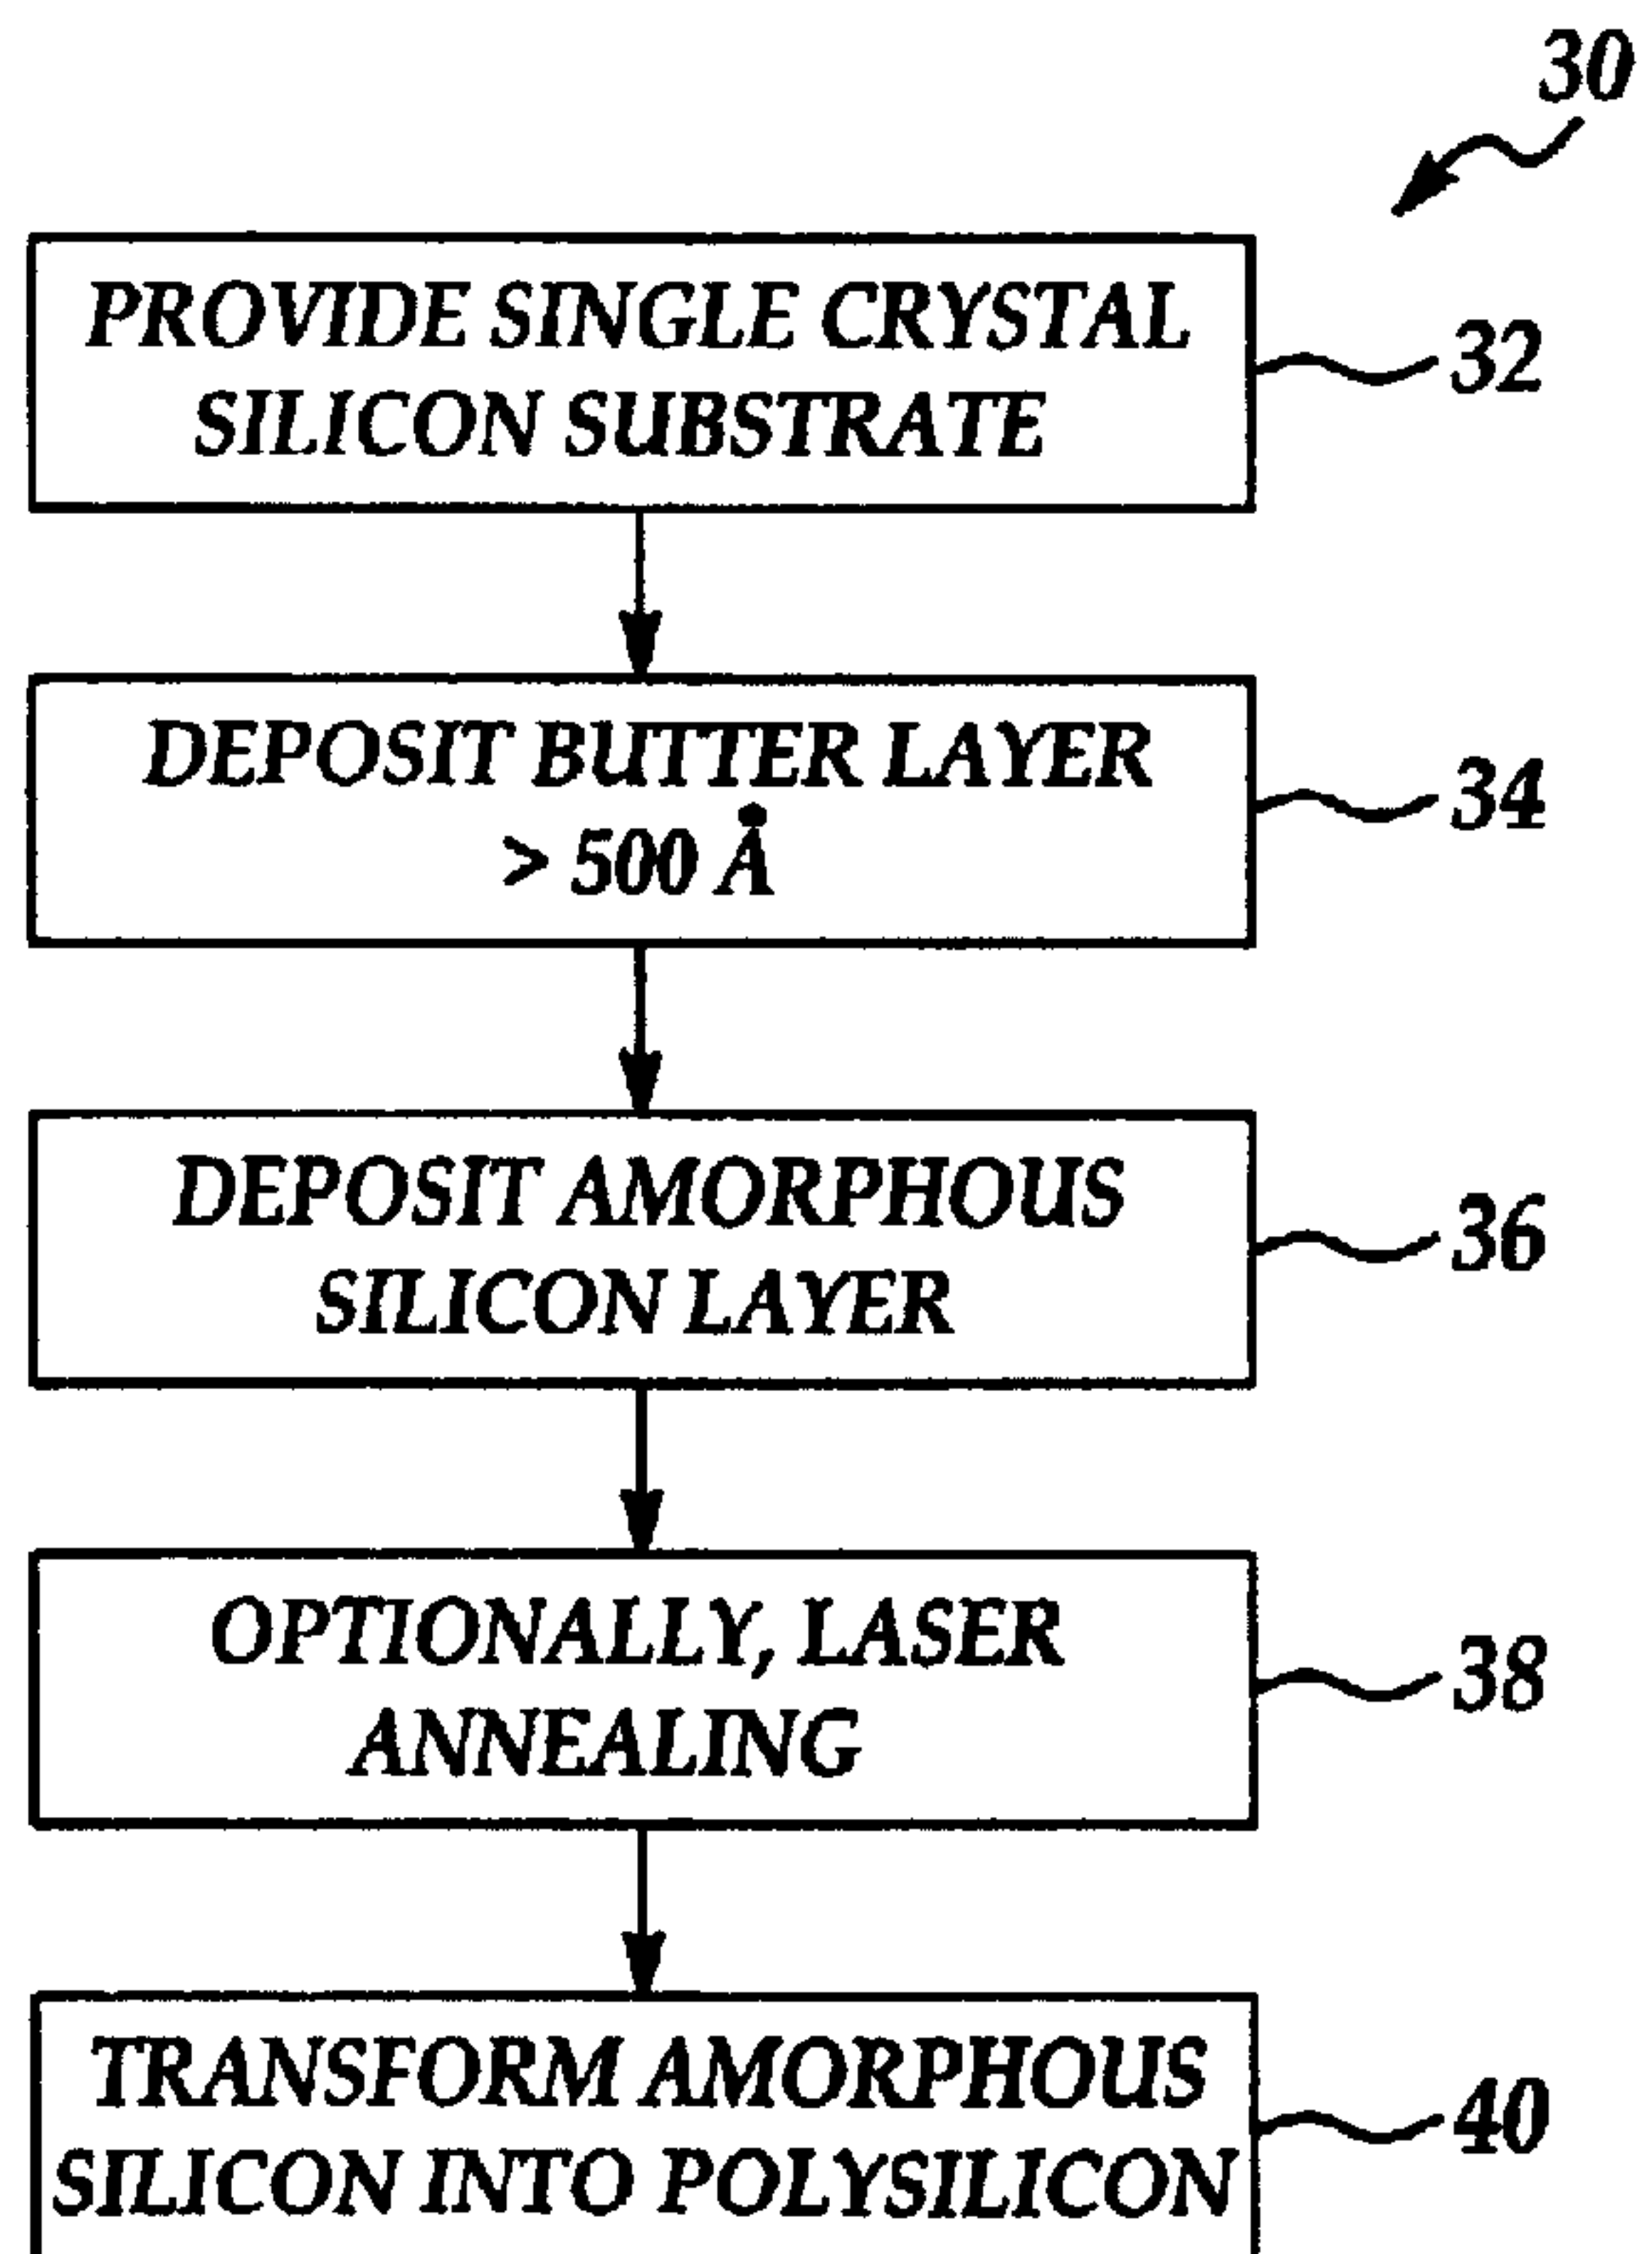 30
PROVIDE SINGLE CRYSTAL
SILICON SUBSTRATE
32
DEPOSIT BUTTER LAYER
> 500 Å
34
DEPOSIT AMORPHOUS
SILICON LAYER
36
OPTIONALLY, LASER
ANNEALING
38
TRANSFORM AMORPHOUS
SILICON INTO POLYSILICON
40